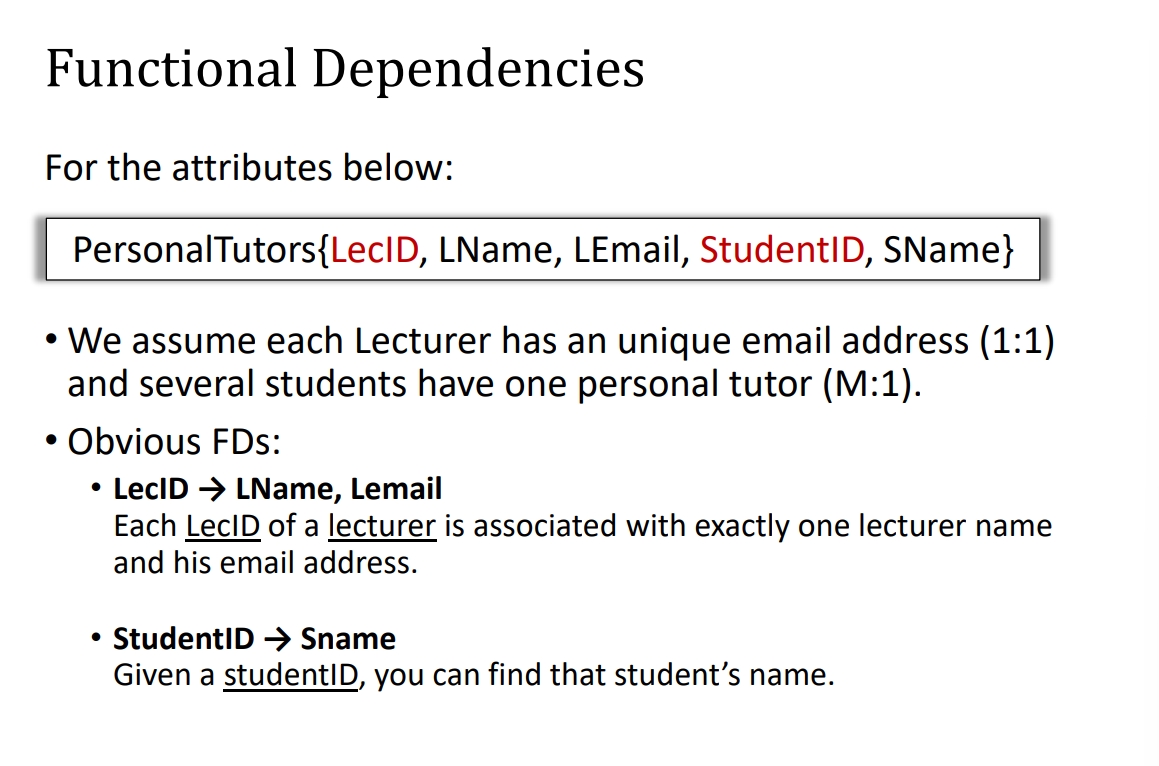 Functional Dependencies
For the attributes below:
PersonalTutors{LecID, LName, LEmail, StudentID, SName}
• We assume each Lecturer has an unique email address (1:1)
and several students have one personal tutor (M:1).
• Obvious FDs:
• LecID → LName, Lemail
Each LecID of a lecturer is associated with exactly one lecturer name
and his email address.
• StudentID → Sname
Given a studentID, you can find that student’s name.